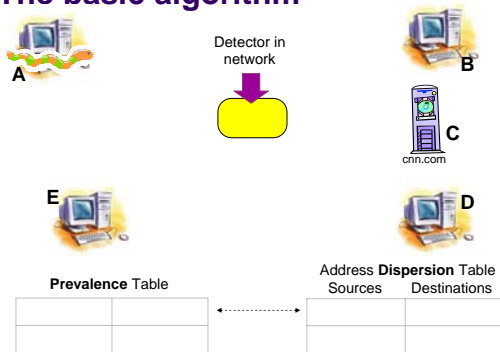 The basic algorithm
Detector in
network
A
B
C
cnn.com
E
D
Prevalence Table
Address Dispersion Table
Sources Destinations